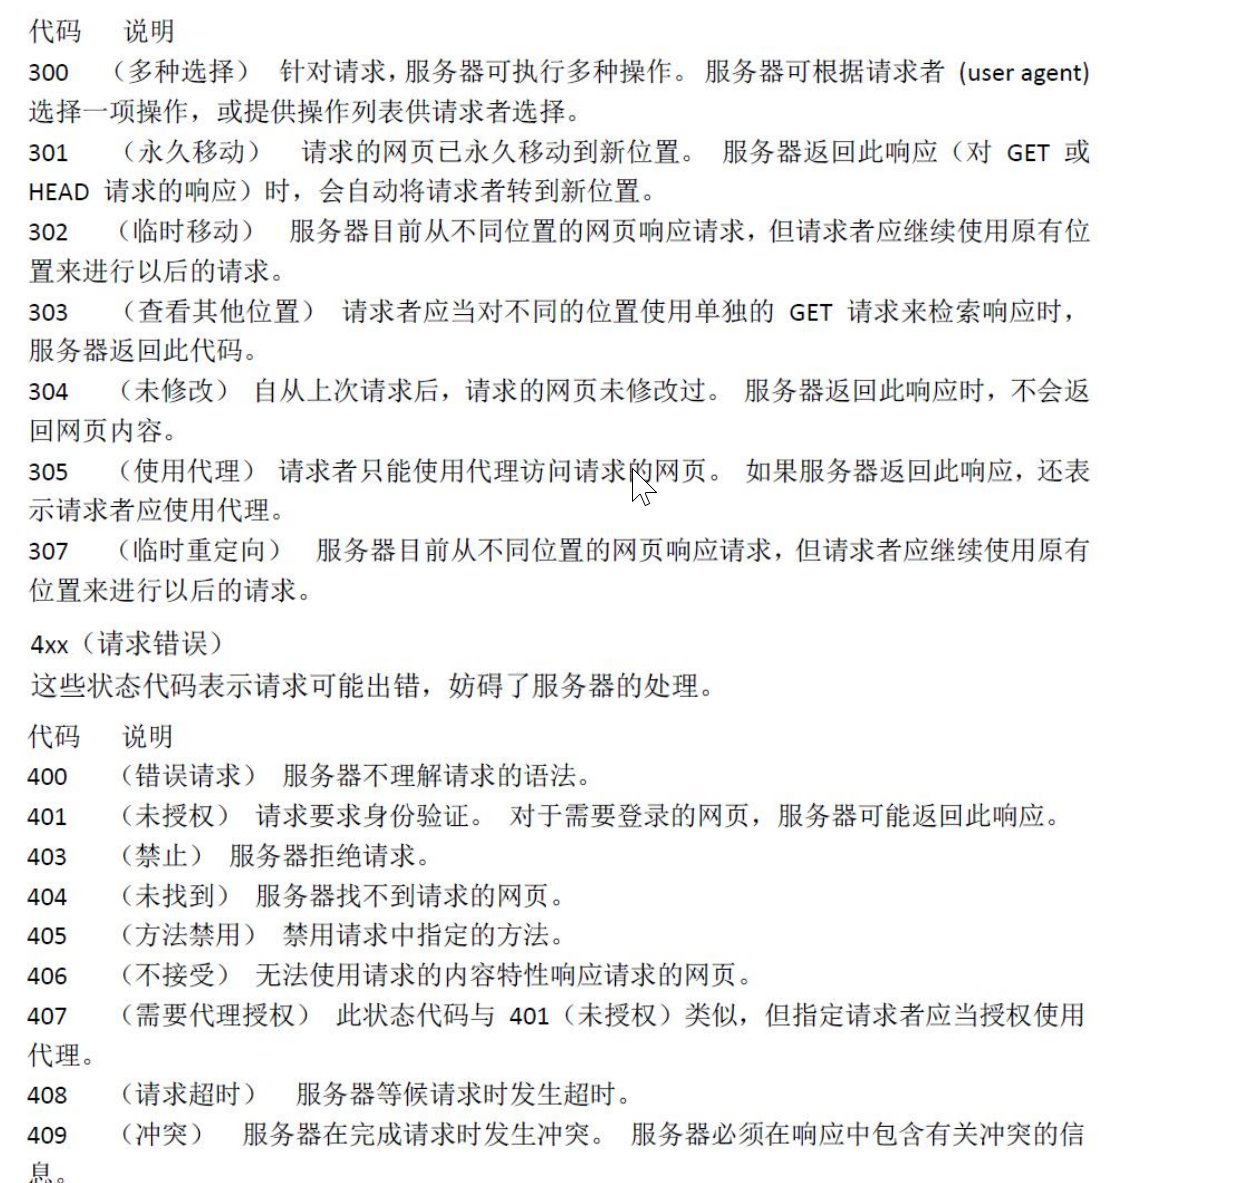 代码 说明
300 （多种选择） 针对请求，服务器可执行多种操作。 服务器可根据请求者 (user agent)
选择一项操作，或提供操作列表供请求者选择。
301 （永久移动） 请求的网页已永久移动到新位置。 服务器返回此响应（对 GET 或
HEAD 请求的响应）时，会自动将请求者转到新位置。
302 （临时移动） 服务器目前从不同位置的网页响应请求，但请求者应继续使用原有位
置来进行以后的请求。
303 （查看其他位置） 请求者应当对不同的位置使用单独的 GET 请求来检索响应时，
服务器返回此代码。
304 （未修改） 自从上次请求后，请求的网页未修改过。 服务器返回此响应时，不会返
回网页内容。
305 （使用代理） 请求者只能使用代理访问请求的网页。 如果服务器返回此响应，还表
示请求者应使用代理。
307 （临时重定向） 服务器目前从不同位置的网页响应请求，但请求者应继续使用原有
位置来进行以后的请求。
4xx（请求错误）
这些状态代码表示请求可能出错，妨碍了服务器的处理。
代码 说明
400 （错误请求） 服务器不理解请求的语法。
401 （未授权） 请求要求身份验证。 对于需要登录的网页，服务器可能返回此响应。
403 （禁止） 服务器拒绝请求。
404 （未找到） 服务器找不到请求的网页。
405 （方法禁用） 禁用请求中指定的方法。
406 （不接受） 无法使用请求的内容特性响应请求的网页。
407 （需要代理授权） 此状态代码与 401（未授权）类似，但指定请求者应当授权使用
代理。
408 （请求超时） 服务器等候请求时发生超时。
409 （冲突） 服务器在完成请求时发生冲突。 服务器必须在响应中包含有关冲突的信
息。